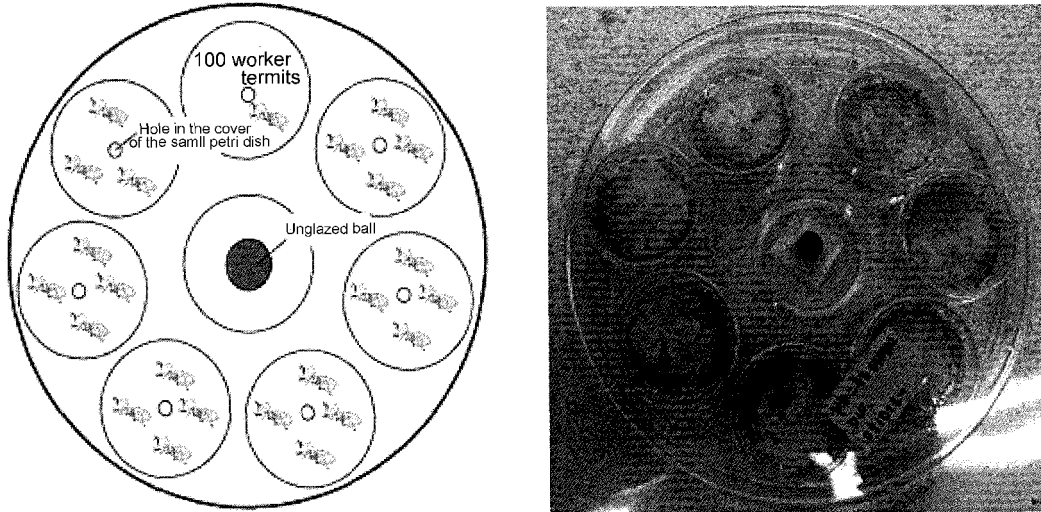 100 worker
termits
Hole in the cover
of the samll petri dish
Unglazed ball